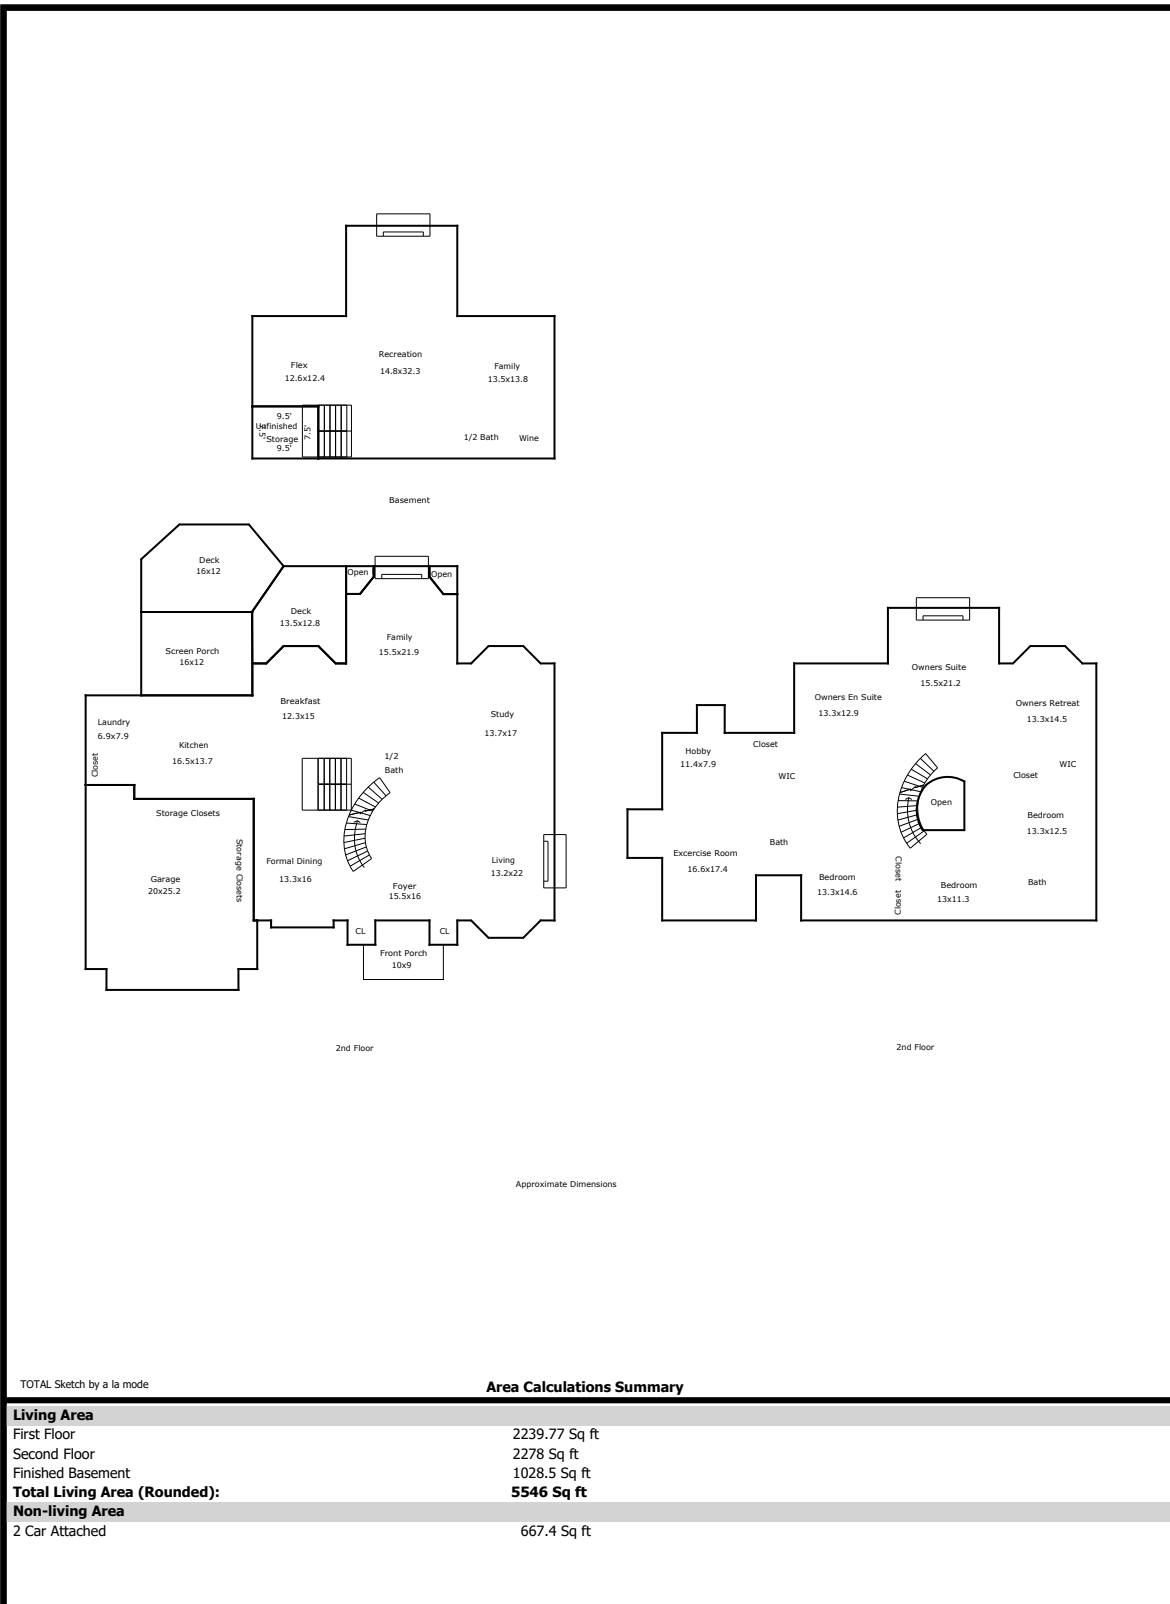 Flex
12.6x12.4
Recreation
14.8x32.3
Family
13.5x13.8
9.5'
Unfinished
7.5'
Storage
9.5'
1/2 Bath
Wine
Basement
Deck
16x12
Open
Open
Deck
13.5x12.8
Family
15.5x21.9
Screen Porch
16x12
Breakfast
12.3x15
Study
13.7x17
Laundry
6.9x7.9
Closet
Kitchen
16.5x13.7
1/2
Bath
Storage Closets
Storage Closets
Formal Dining
13.3x16
Garage
20x25.2
Foyer
15.5x16
Living
13.2x22
CL
CL
Front Porch
10x9
2nd Floor
Owners Suite
15.5x21.2
Owners En Suite
13.3x12.9
Owners Retreat
13.3x14.5
Hobby
11.4x7.9
Closet
WIC
WIC
Closet
Open
Bedroom
13.3x12.5
Bath
Excercise Room
16.6x17.4
Bedroom
13.3x14.6
Closet
Closet
Bedroom
13x11.3
Bath
2nd Floor
Approximate Dimensions
TOTAL Sketch by a la mode
Area Calculations Summary
Living Area
First Floor 2239.77 Sq ft
Second Floor 2278 Sq ft
Finished Basement 1028.5 Sq ft
Total Living Area (Rounded): 5546 Sq ft
Non-living Area
2 Car Attached 667.4 Sq ft